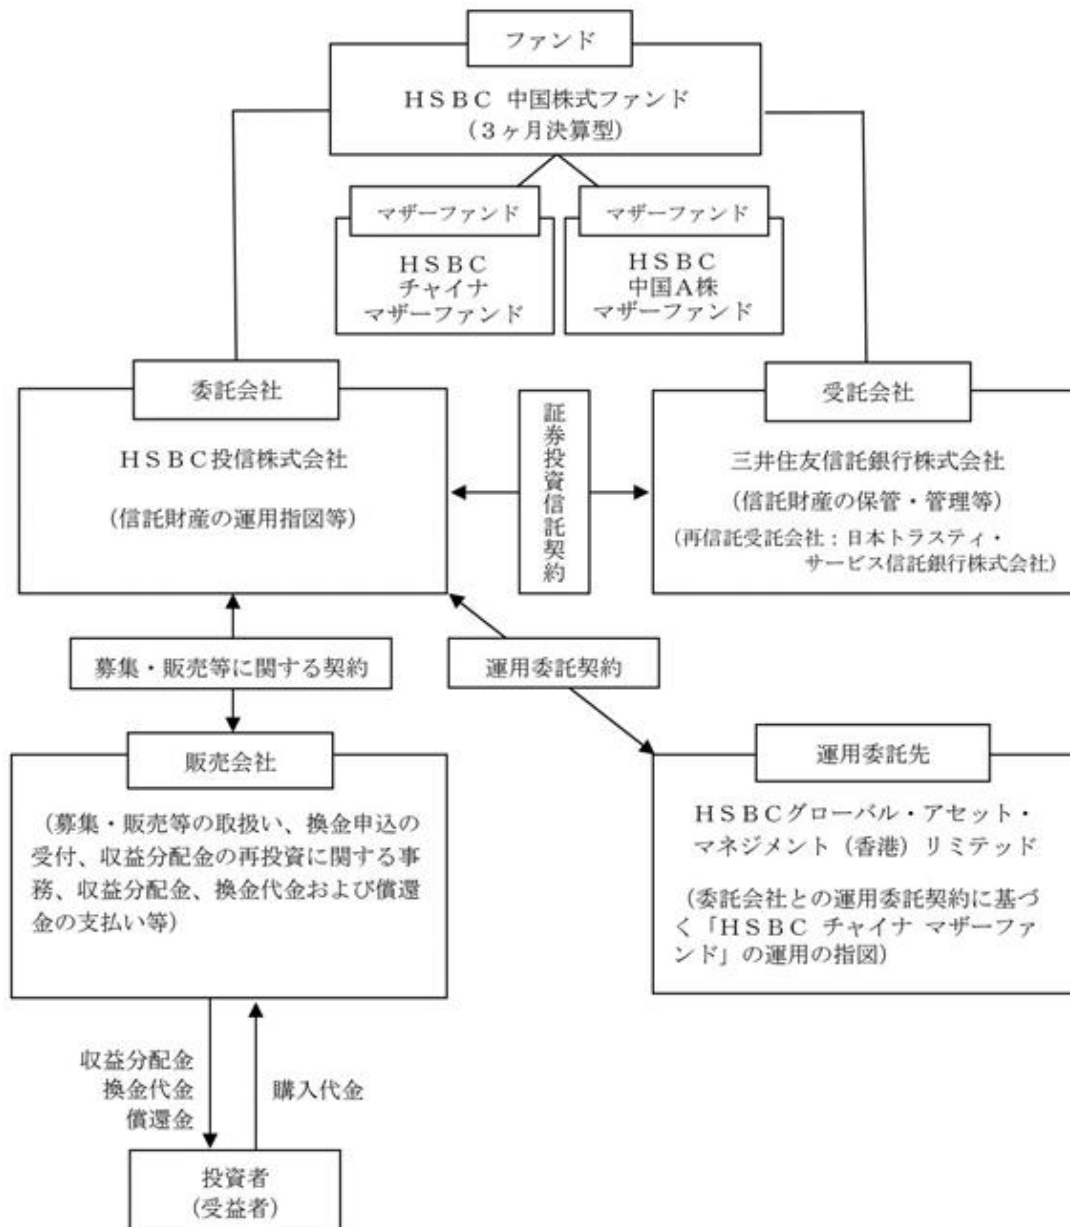 ファンド
HSBC 中国株式ファンド
(3ヶ月決算型)
マザーファンド
HSBC
チャイナ
マザーファンド
マザーファンド
HSBC
中国A株
マザーファンド
委託会社
HSBC投信株式会社
(信託財産の運用指図等)
証券投資信託契約
受託会社
三井住友信託銀行株式会社
(信託財産の保管・管理等)
(再信託受託会社:日本トラスティ・
サービス信託銀行株式会社)
募集・販売等に関する契約
運用委託契約
販売会社
(募集・販売等の取扱い、換金申込の
受付、収益分配金の再投資に関する事
務、収益分配金、換金代金および償還
金の支払い等)
運用委託先
HSBCグローバル・アセット・
マネジメント(香港)リミテッド
(委託会社との運用委託契約に基づ
く「HSBC チャイナ マザーファ
ンド」の運用の指図)
収益分配金
換金代金
償還金
購入代金
投資者
(受益者)